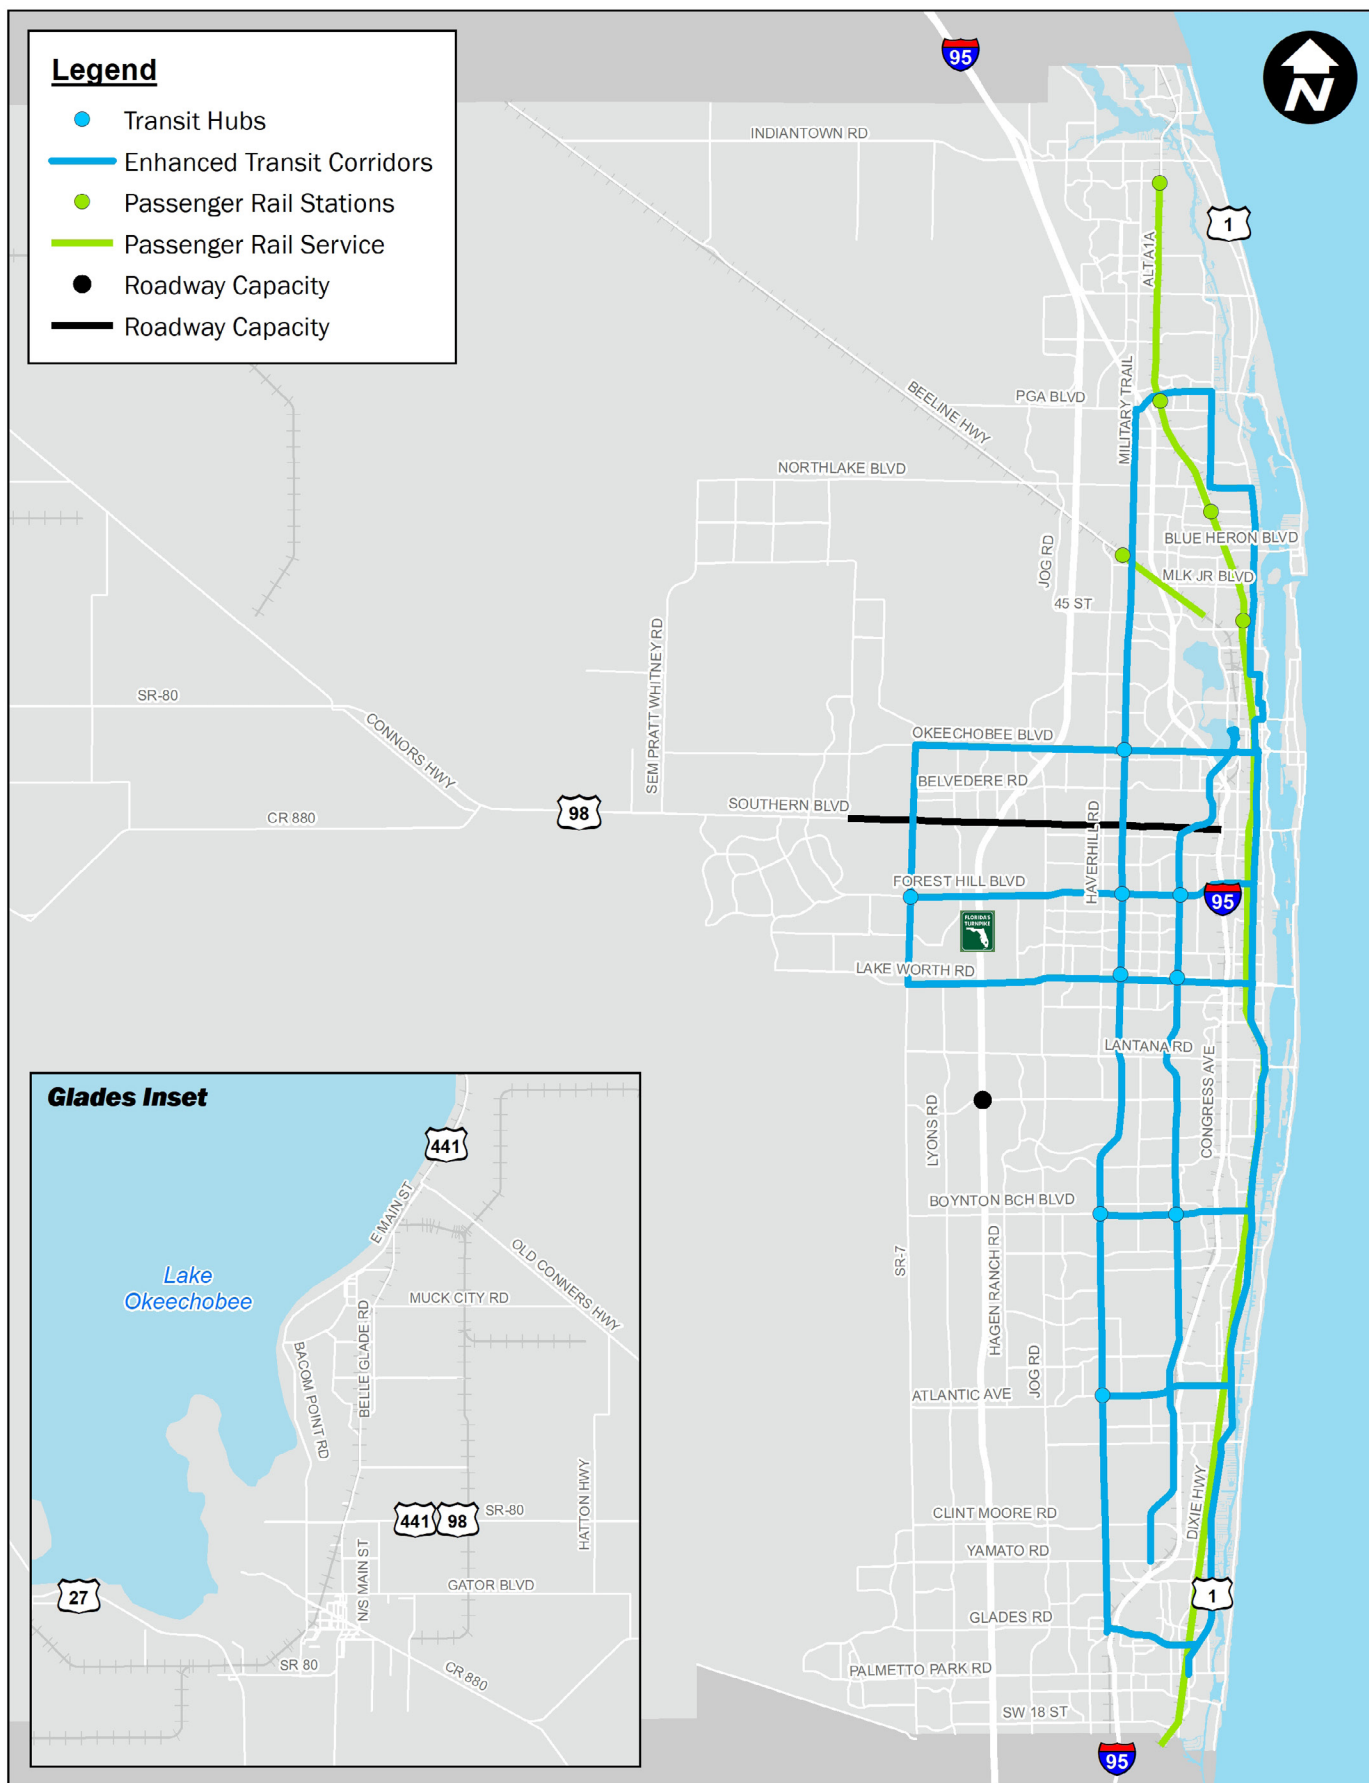 Legend
Transit Hubs
Enhanced Transit Corridors
Passenger Rail Stations
Passenger Rail Service
Roadway Capacity
Roadway Capacity
95
N
INDIANTOWN RD
1
ALT A1A
MILITARY TRAIL
BEELINE HWY
PGA BLVD
NORTHLAKE BLVD
JOG RD
BLUE HERON BLVD
MLK JR BLVD
45 ST
SEM PRATT WHITNEY RD
SR-80
CONNORS HWY
OKEECHOBEE BLVD
BELVEDERE RD
SOUTHERN BLVD
98
CR 880
HAVERHILL RD
FOREST HILL BLVD
95
FLORIDA'S
TURNPIKE
LAKE WORTH RD
LANTANA RD
CONGRESS AVE
LYONS RD
BOYNTON BCH BLVD
SR-7
HAGEN RANCH RD
JOG RD
ATLANTIC AVE
DIXIE HWY
CLINT MOORE RD
YAMATO RD
1
GLADES RD
PALMETTO PARK RD
SW 18 ST
95
Glades Inset
441
E MAIN ST
OLD CONNERS HWY
Lake
Okeechobee
MUCK CITY RD
BELLE GLADE RD
BACOM POINT RD
HATTON HWY
441
98
SR-80
27
N/S MAIN ST
GATOR BLVD
SR 80
CR 880